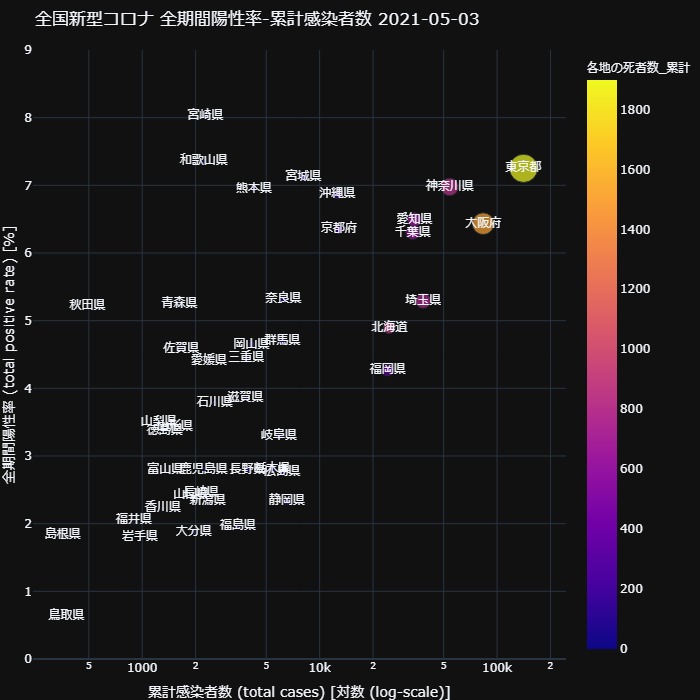 全国新型コロナ 全期間陽性率-累計感染者数 2021-05-03
各地の死者数_累計
9
8
7
6
5
4
3
2
1
0
全期間陽性率 (total positive rate) [%]
宮崎県
和歌山県
熊本県
宮城県
沖縄県
神奈川県
東京都
京都府
愛知県
千葉県
大阪府
秋田県
青森県
奈良県
埼玉県
北海道
佐賀県
岡山県
群馬県
愛媛県
三重県
福岡県
石川県
滋賀県
山梨県
徳島県
岐阜県
富山県
鹿児島県
長野県
広島県
長崎県
新潟県
静岡県
香川県
福井県
島根県
岩手県
大分県
福島県
鳥取県
5
1000
2
5
10k
2
5
100k
2
累計感染者数 (total cases) [対数 (log-scale)]
1800
1600
1400
1200
1000
800
600
400
200
0